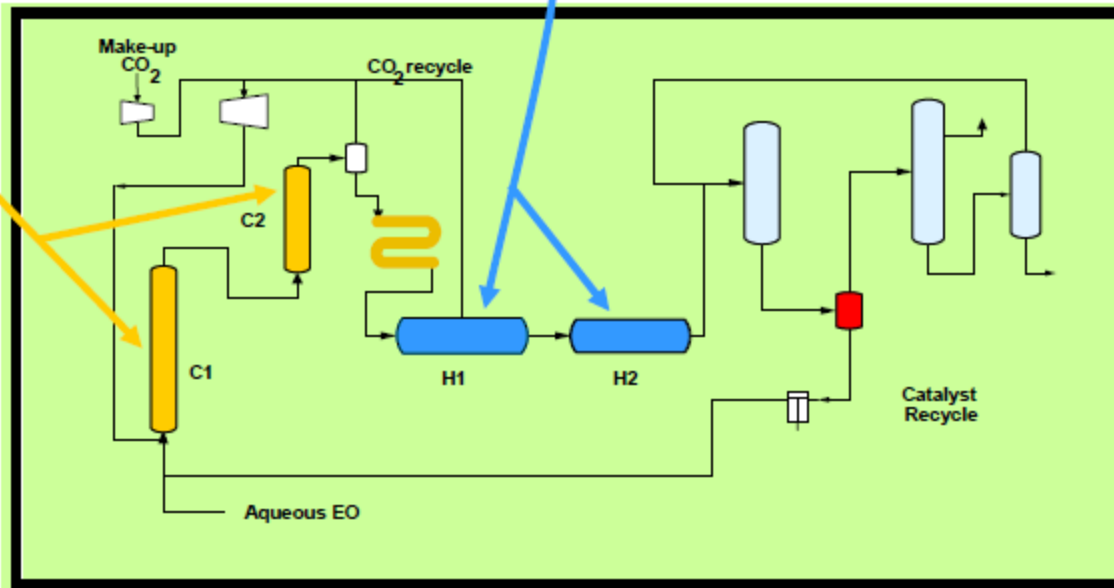 Make-up
CO2
CO2 recycle
C2
C1
H1
H2
Catalyst
Recycle
Aqueous EO